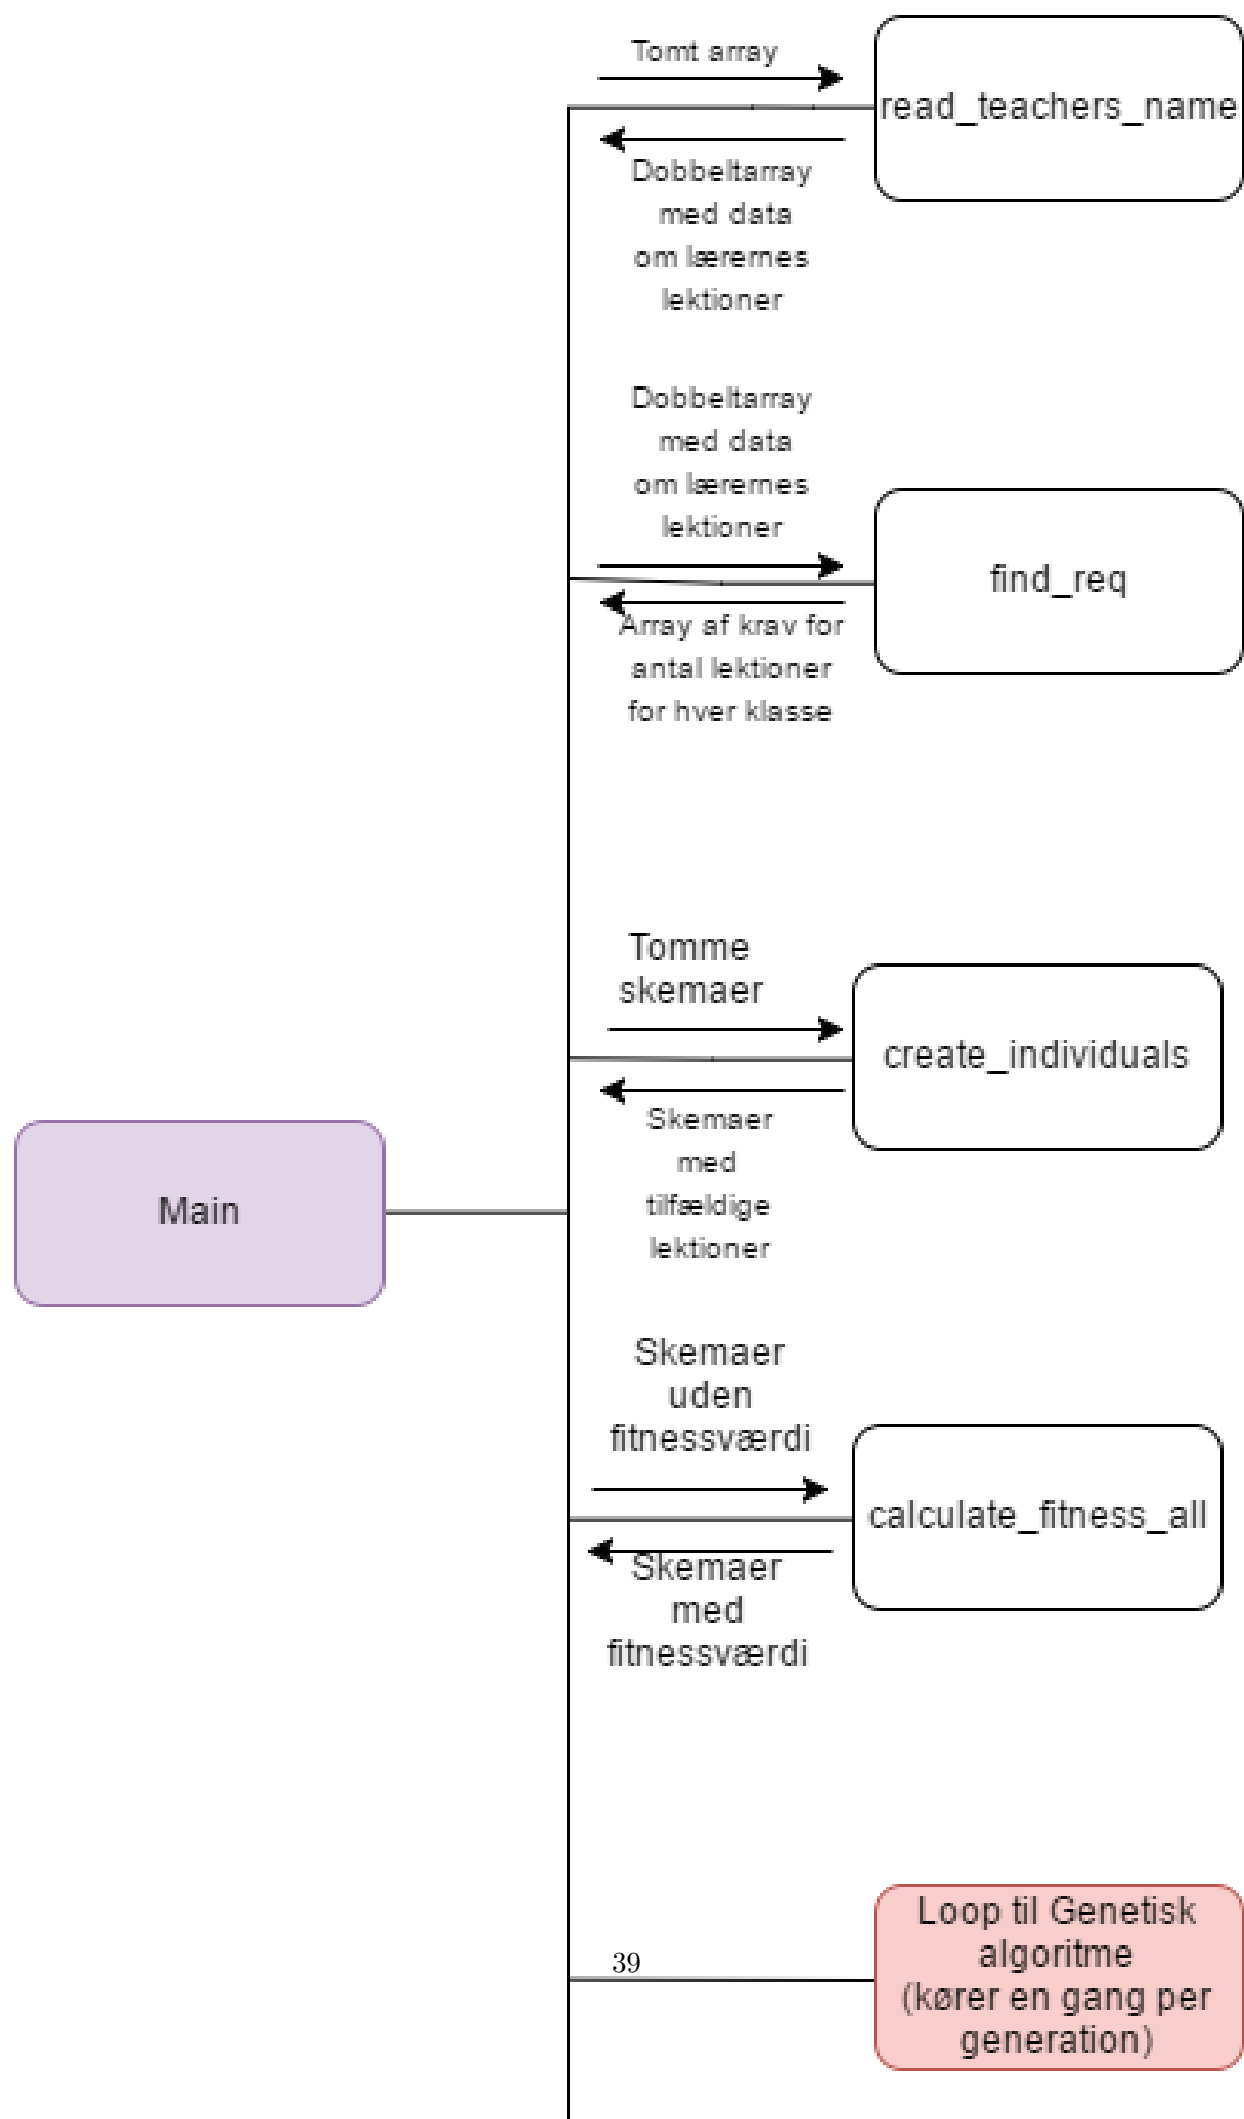 Tomt array
read_teachers_name
Dobbeltarray
med data
om lærernes
lektioner
Dobbeltarray
med data
om lærernes
lektioner
find_req
Array af krav for
antal lektioner
for hver klasse
Tomme
skemaer
create_individuals
Skemaer
med
tilfældige
lektioner
Main
Skemaer
uden
fitnessværdi
calculate_fitness_all
Skemaer
med
fitnessværdi
Loop til Genetisk
algoritme
(kører en gang per
generation)
39